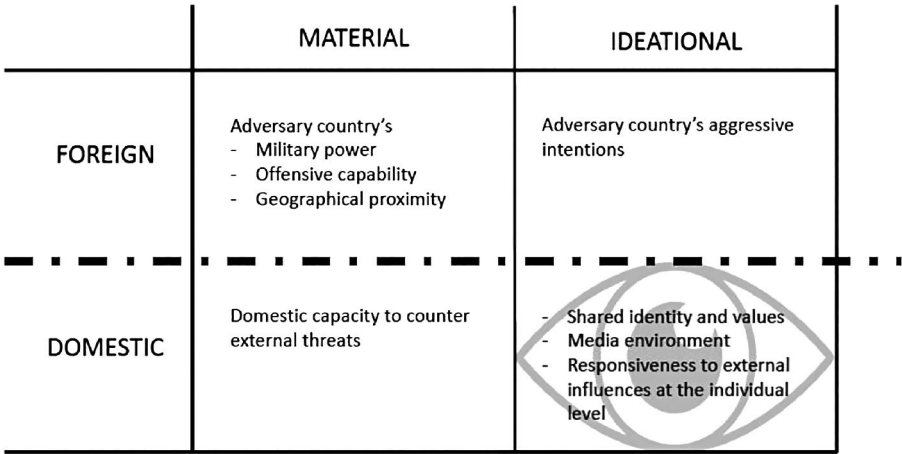 MATERIAL
IDEATIONAL
FOREIGN
Adversary country's
- Military power
- Offensive capability
- Geographical proximity
Adversary country's aggressive
intentions
DOMESTIC
Domestic capacity to counter
external threats
- Shared identity and values
- Media environment
- Responsiveness to external
influences at the individual
level